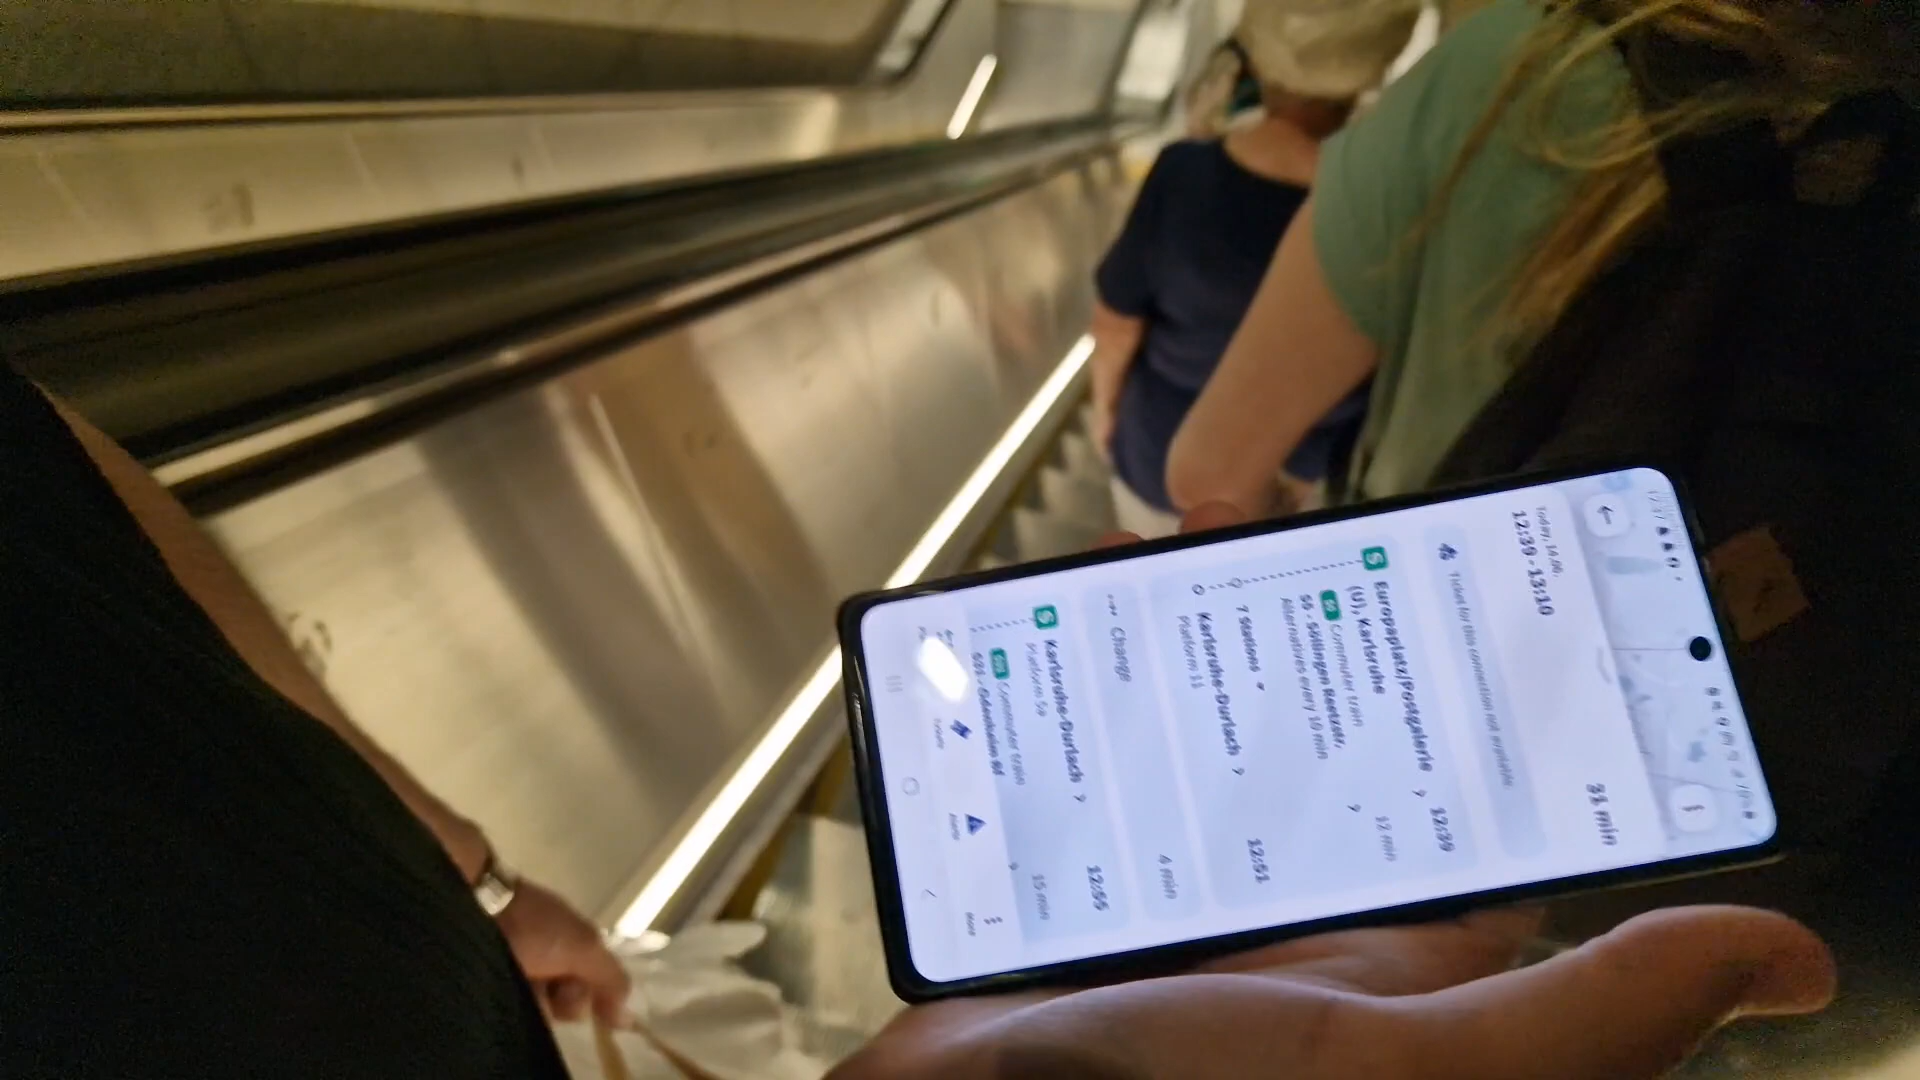 Today, 14.06.
12:39 - 13:10
31 min
Ticket for this connection not available
Europaplatz/Postgalerie
(U), Karlsruhe
12:39
Commuter train
12 min
Söllingen Reetzstr.
Alternatives every 10 min
7 Stations
Karlsruhe-Durlach
12:51
Platform 11
Change
4 min
Karlsruhe-Durlach
12:55
Platform 5a
Commuter train
15 min
Tickets
Alerts
More